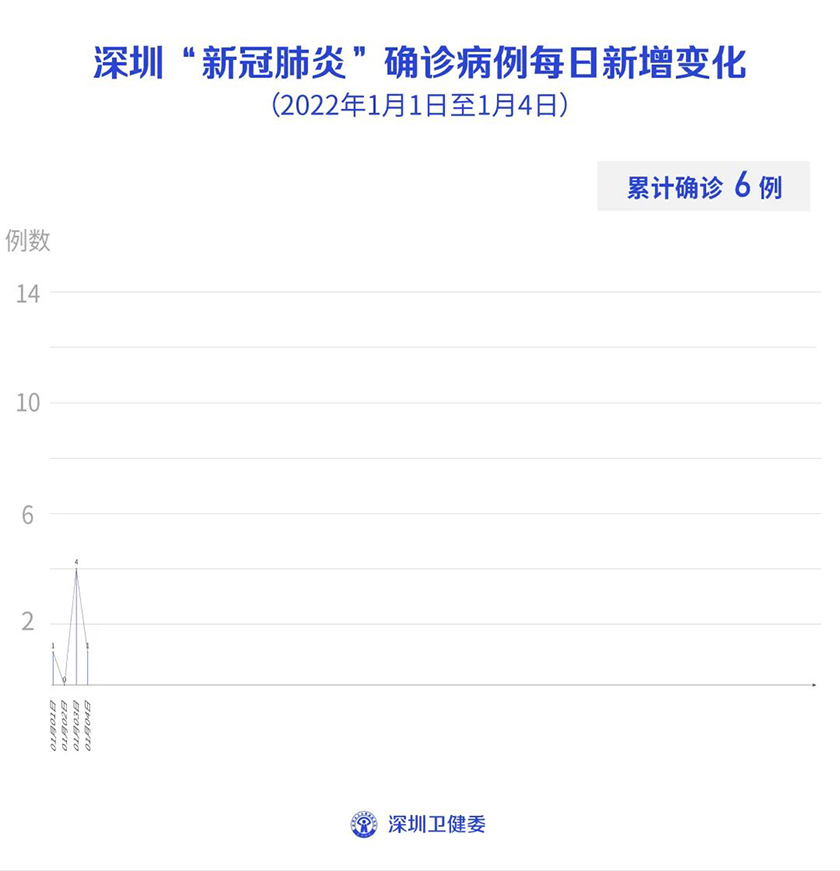 深圳“新冠肺炎”确诊病例每日新增变化
(2022年1月1日至1月4日)
累计确诊 6 例
例数
14
10
6
2
4
1
1
0
01月01日
01月02日
01月03日
01月04日
深圳卫健委